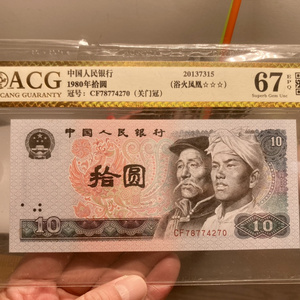 ACG
CANG GUARANTY
中国人民银行
1980年拾圆
冠号: CF78774270 (关门冠)
20137315
(浴火凤凰☆☆☆)
67 EPQ
Superb Gem Unc
中国人民银行
10
拾圆
CF78774270
10
10